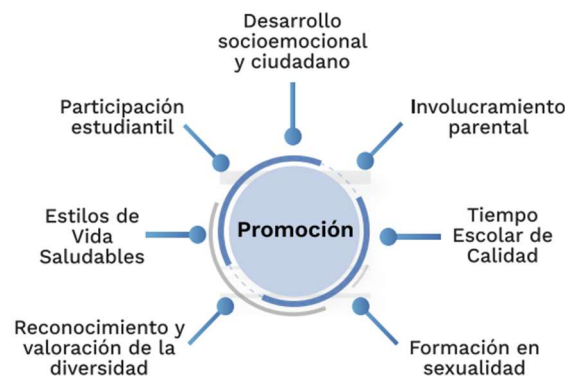 Desarrollo
socioemocional
y ciudadano
Participación
estudiantil
Involucramiento
parental
Estilos de
Vida
Saludables
Promoción
Tiempo
Escolar de
Calidad
Reconocimiento y
valoración de la
diversidad
Formación en
sexualidad